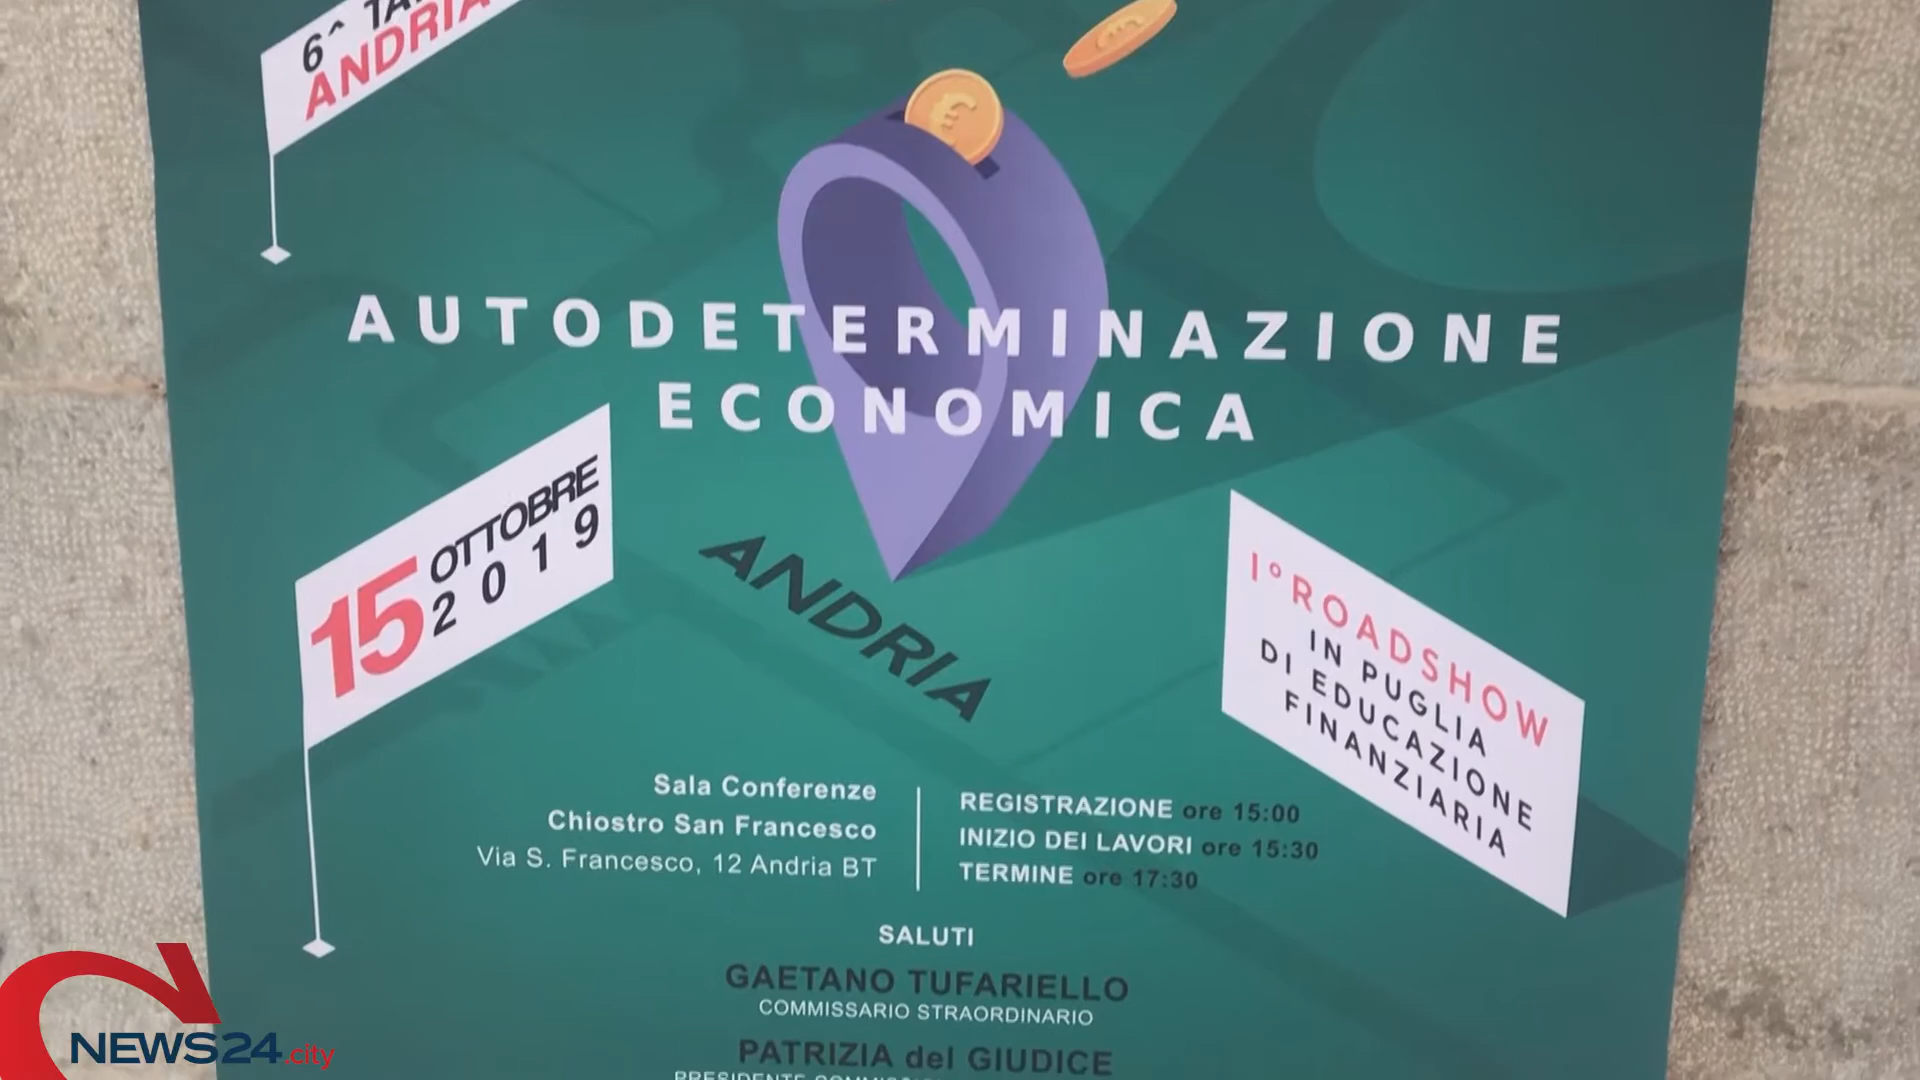 6^
ANDRIA
AUTODETERMINAZIONE
ECONOMICA
15 OTTOBRE
2019
ANDRIA
I° ROADSHOW
IN PUGLIA
DI EDUCAZIONE
FINANZIARIA
Sala Conferenze
Chiostro San Francesco
Via S. Francesco, 12 Andria BT
REGISTRAZIONE ore 15:00
INIZIO DEI LAVORI ore 15:30
TERMINE ore 17:30
SALUTI
GAETANO TUFARIELLO
COMMISSARIO STRAORDINARIO
PATRIZIA del GIUDICE
PRESIDENTE
NEWS24.city